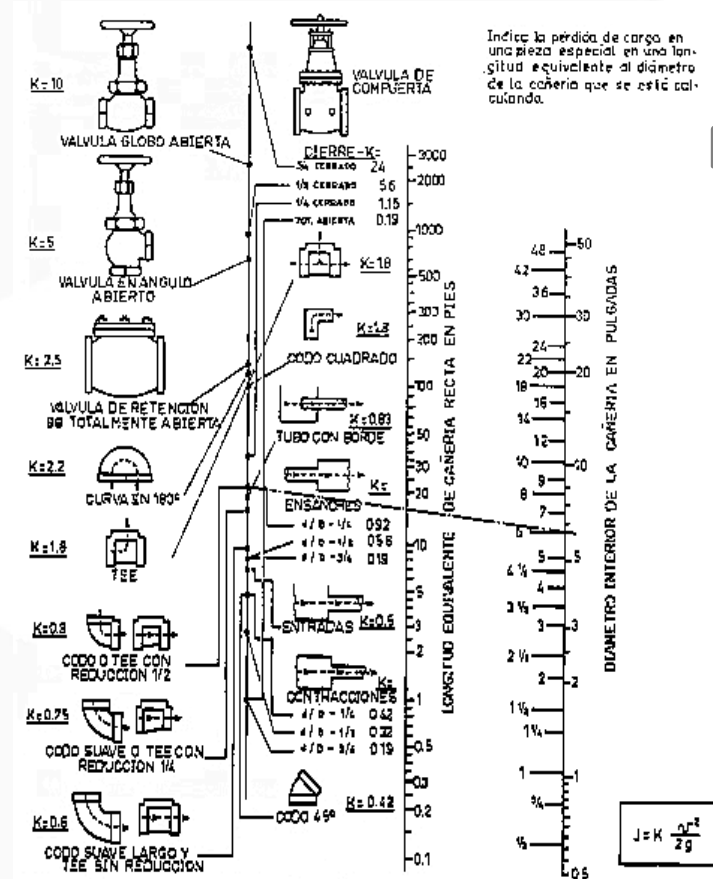 Indica la pérdida de carga en
una pieza especial en una lon-
gitud equivalente al diámetro
de la cañería que se está cal-
culando.
K=10
VALVULA GLOBO ABIERTA
K=5
VALVULA EN ANGULO
ABIERTO
K=2.5
VALVULA DE RETENCION
TOTALMENTE ABIERTA
K=2.2
CURVA EN 180º
K=1.8
TEE
K=0.9
CODO O TEE CON
REDUCCION 1/2
K=0.75
CODO SUAVE O TEE CON
REDUCCION 1/4
K=0.6
CODO SUAVE LARGO Y
TEE SIN REDUCCION
VALVULA DE
COMPUERTA
CIERRE-K=
3/4 CERRADO 24
1/2 CERRADO 5.6
1/4 CERRADO 1.15
TOT. ABIERTA 0.19
K=1.8
K=1.8
CODO CUADRADO
K=0.83
TUBO CON BORDE
K=
ENSANCHES
d/D-1/4 0.92
d/D-1/2 0.56
d/D-3/4 0.19
K=0.5
ENTRADAS
K=
CONTRACCIONES
d/D-1/4 0.42
d/D-1/2 0.32
d/D-3/4 0.19
K=0.42
CODO 45º
3000
2000
1000
500
300
200
100
50
30
20
10
5
3
2
1
0.5
0.3
0.2
0.1
LONGITUD EQUIVALENTE DE CAÑERIA RECTA EN PIES
48
42
36
30
24
22
20
18
16
14
12
10
9
8
7
6
5
4 ½
4
3 ½
3
2 ½
2
1 ½
1 ¼
1
¾
½
50
30
20
10
5
3
2
1
0.5
DIAMETRO INTERIOR DE LA CAÑERIA EN PULGADAS
J=K v²/2g